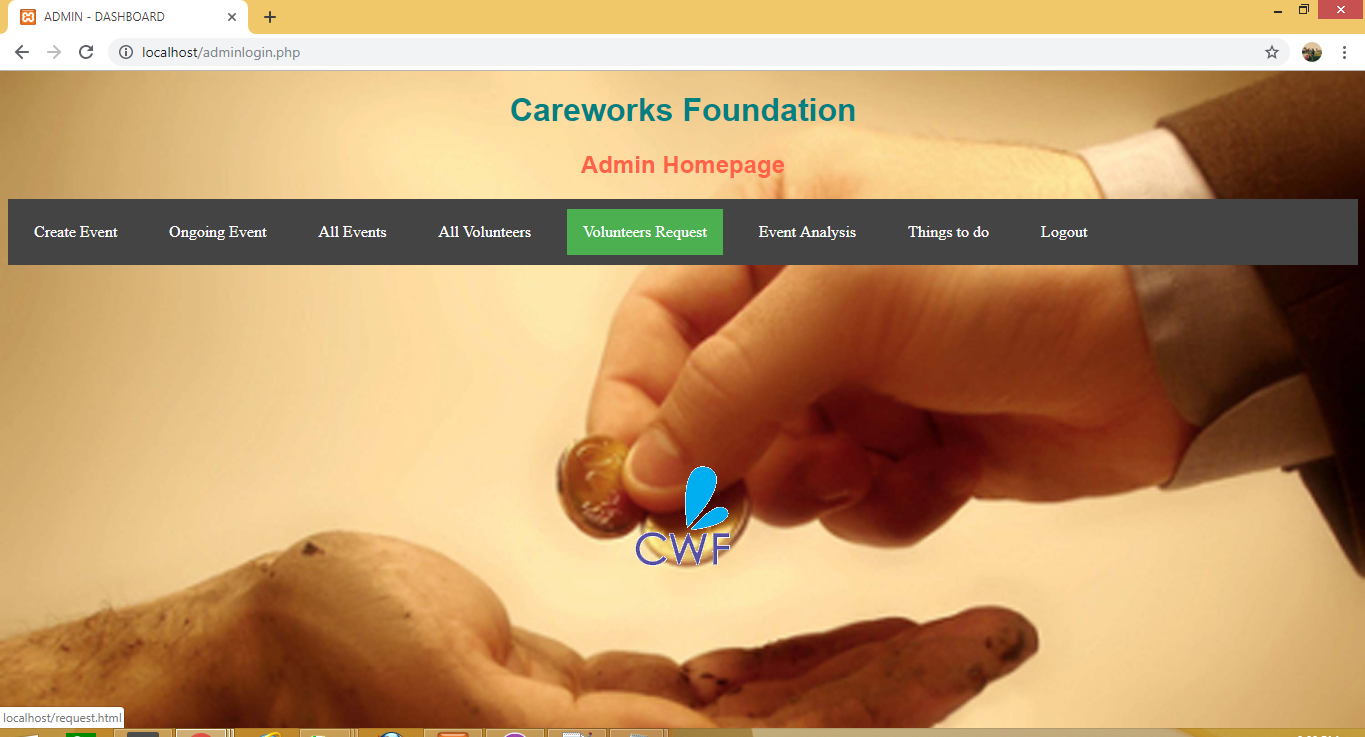 ADMIN - DASHBOARD
localhost/adminlogin.php
Careworks Foundation
Admin Homepage
Create Event Ongoing Event All Events All Volunteers Volunteers Request Event Analysis Things to do Logout
CWF
localhost/request.html